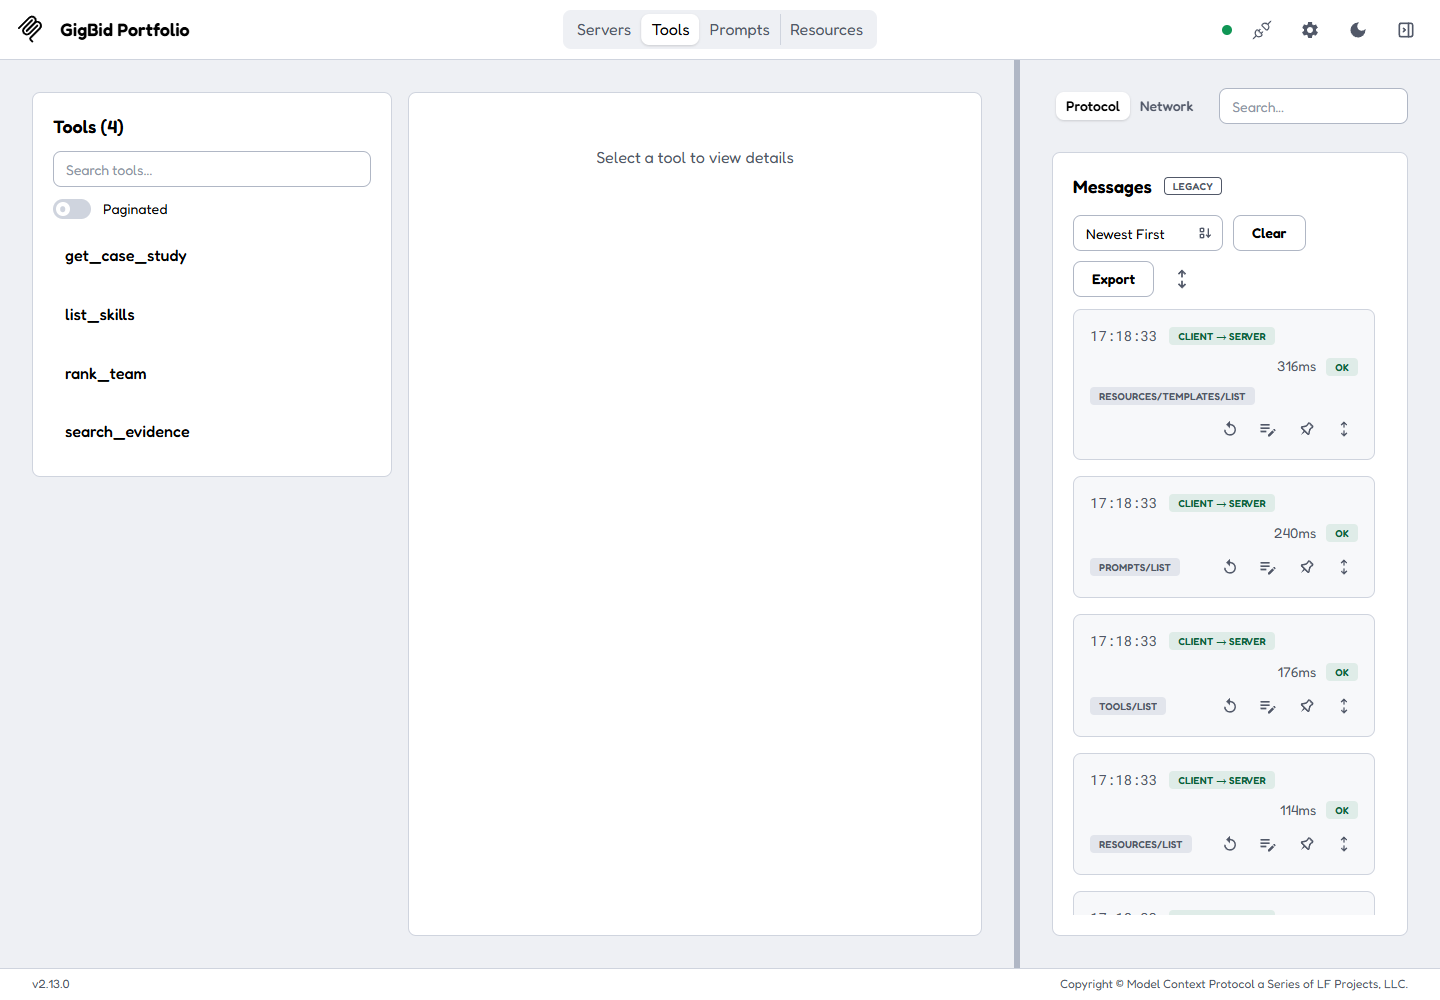 GigBid Portfolio
Servers
Tools
Prompts
Resources
Tools (4)
Search tools...
Paginated
get_case_study
list_skills
rank_team
search_evidence
Select a tool to view details
Protocol
Network
Search...
Messages
LEGACY
Newest First
Clear
Export
17:18:33 CLIENT → SERVER
316ms OK
RESOURCES/TEMPLATES/LIST
17:18:33 CLIENT → SERVER
240ms OK
PROMPTS/LIST
17:18:33 CLIENT → SERVER
176ms OK
TOOLS/LIST
17:18:33 CLIENT → SERVER
114ms OK
RESOURCES/LIST
v2.13.0
Copyright © Model Context Protocol a Series of LF Projects, LLC.